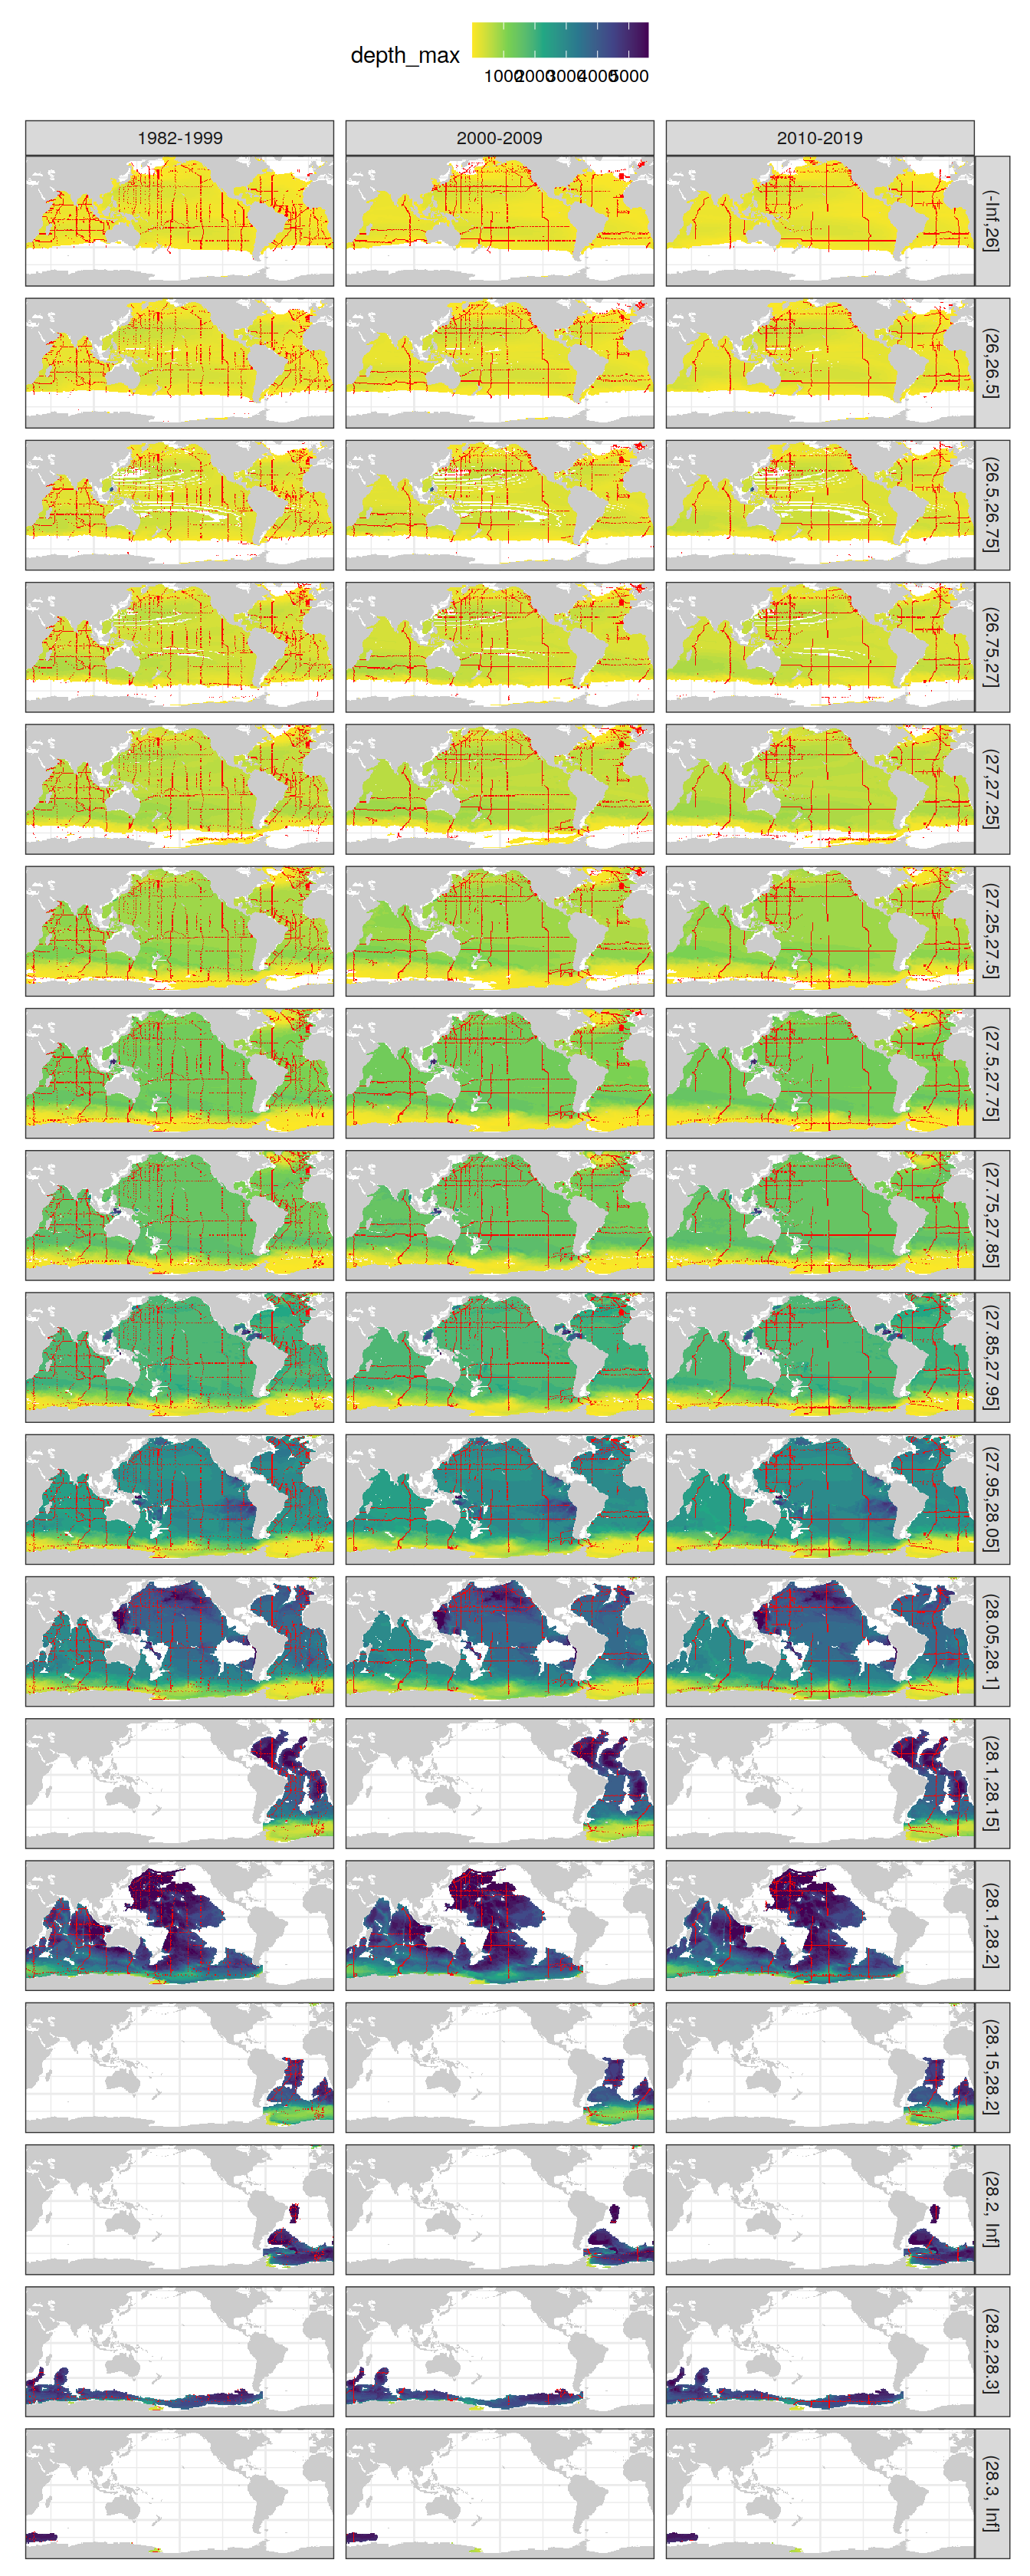 depth_max
1000 2000 3000 4000 5000
1982-1999 2000-2009 2010-2019
(-Inf,26]
(26,26.5]
(26.5,26.75]
(26.75,27]
(27,27.25]
(27.25,27.5]
(27.5,27.75]
(27.75,27.85]
(27.85,27.95]
(27.95,28.05]
(28.05,28.1]
(28.1,28.15]
(28.1,28.2]
(28.15,28.2]
(28.2, Inf]
(28.2,28.3]
(28.3, Inf]